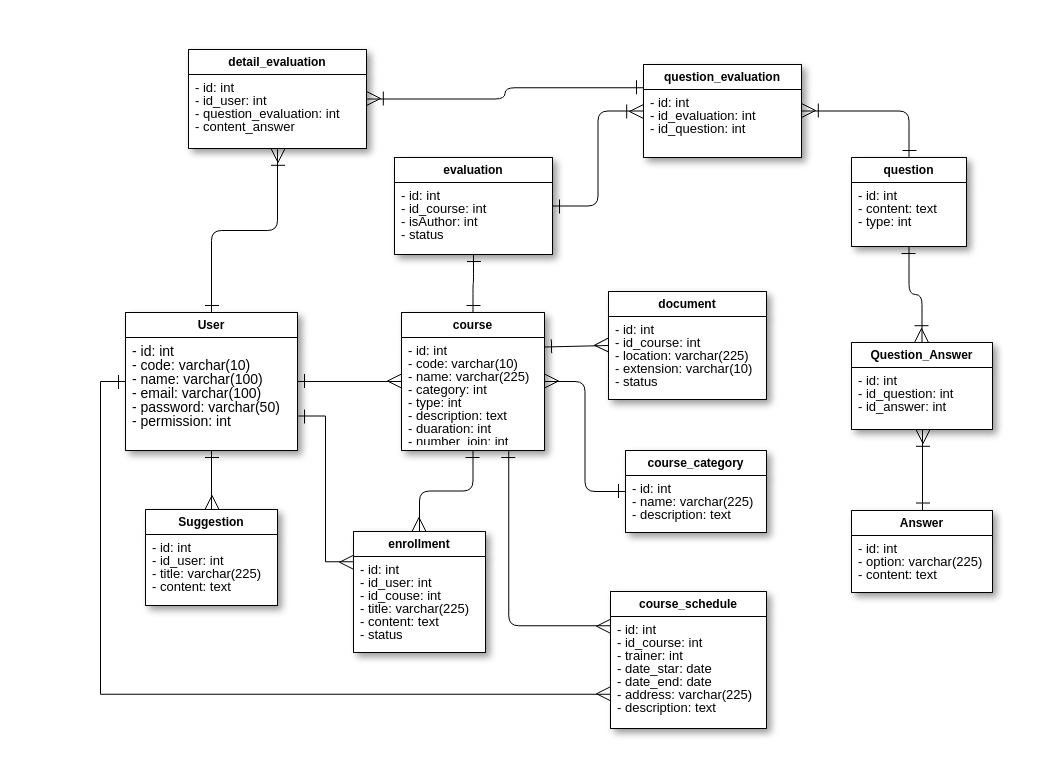 detail_evaluation
- id: int
- id_user: int
- question_evaluation: int
- content_answer
question_evaluation
- id: int
- id_evaluation: int
- id_question: int
evaluation
- id: int
- id_course: int
- isAuthor: int
- status
question
- id: int
- content: text
- type: int
User
- id: int
- code: varchar(10)
- name: varchar(100)
- email: varchar(100)
- password: varchar(50)
- permission: int
course
- id: int
- code: varchar(10)
- name: varchar(225)
- category: int
- type: int
- description: text
- duaration: int
- number_join: int
document
- id: int
- id_course: int
- location: varchar(225)
- extension: varchar(10)
- status
Question_Answer
- id: int
- id_question: int
- id_answer: int
course_category
- id: int
- name: varchar(225)
- description: text
Suggestion
- id: int
- id_user: int
- title: varchar(225)
- content: text
enrollment
- id: int
- id_user: int
- id_couse: int
- title: varchar(225)
- content: text
- status
Answer
- id: int
- option: varchar(225)
- content: text
course_schedule
- id: int
- id_course: int
- trainer: int
- date_star: date
- date_end: date
- address: varchar(225)
- description: text